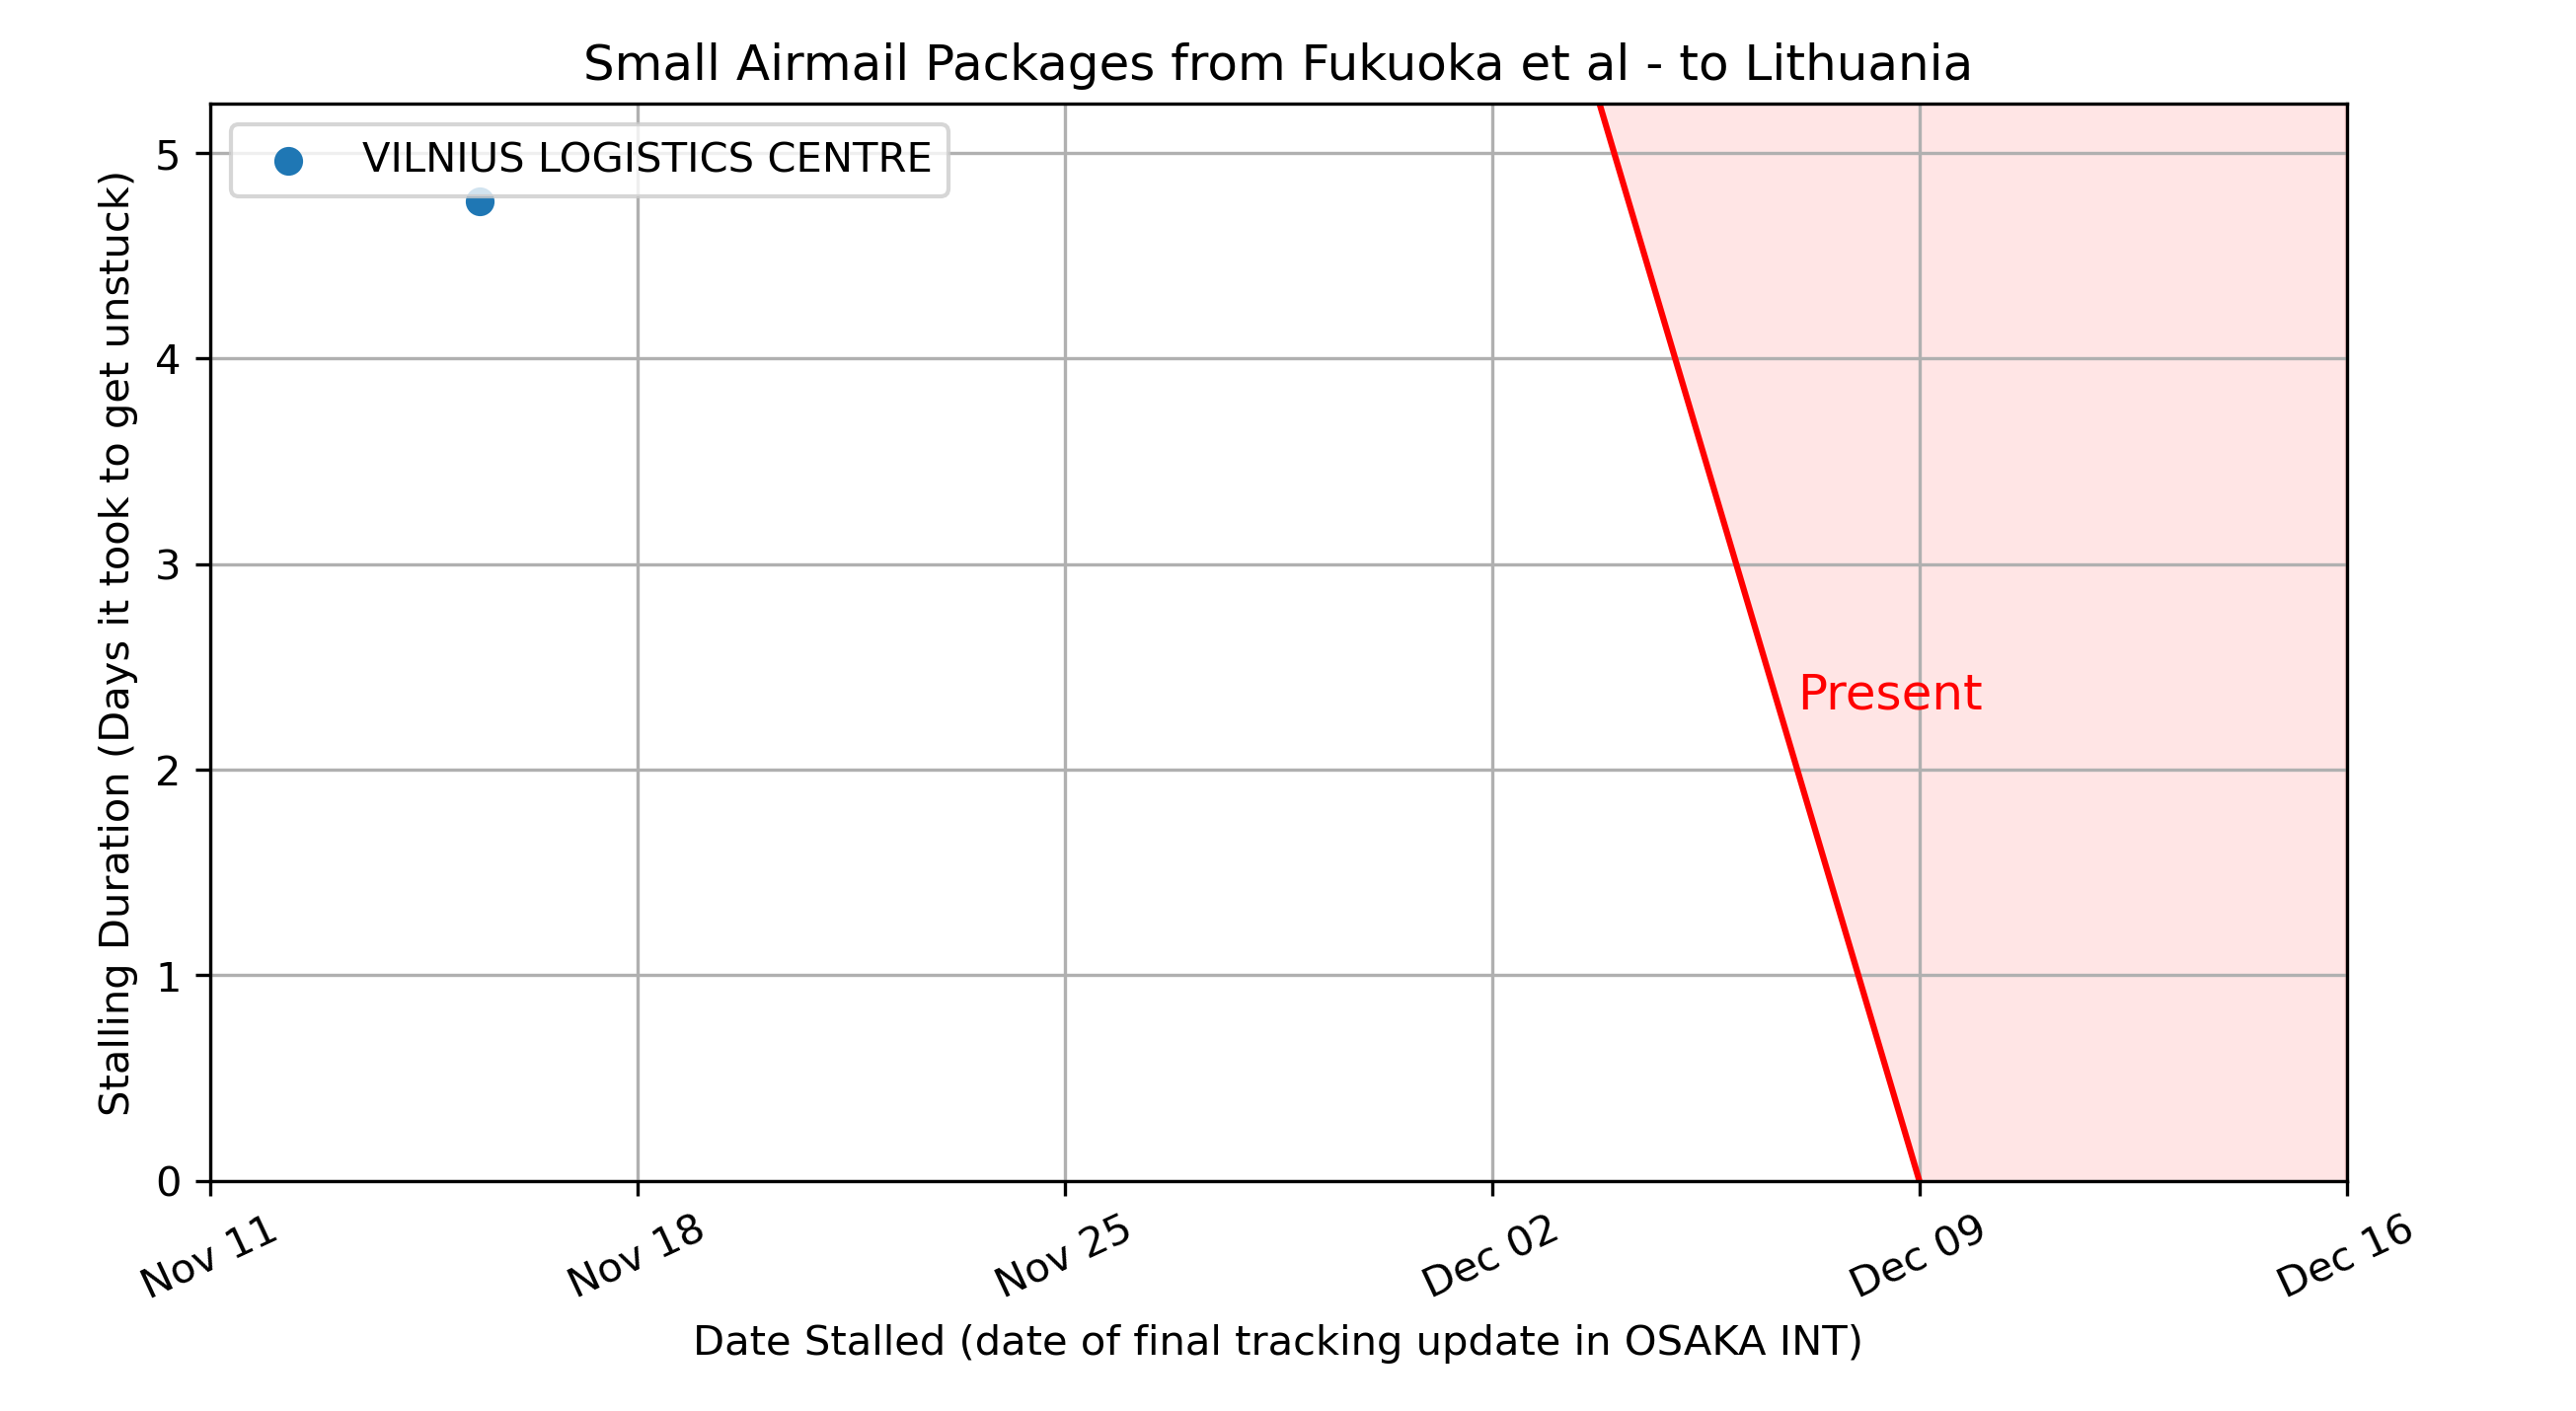 Small Airmail Packages from Fukuoka et al - to Lithuania
VILNIUS LOGISTICS CENTRE
Stalling Duration (Days it took to get unstuck)
5
4
3
2
1
0
Present
Nov 11
Nov 18
Nov 25
Dec 02
Dec 09
Dec 16
Date Stalled (date of final tracking update in OSAKA INT)